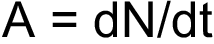 A = dN/dt